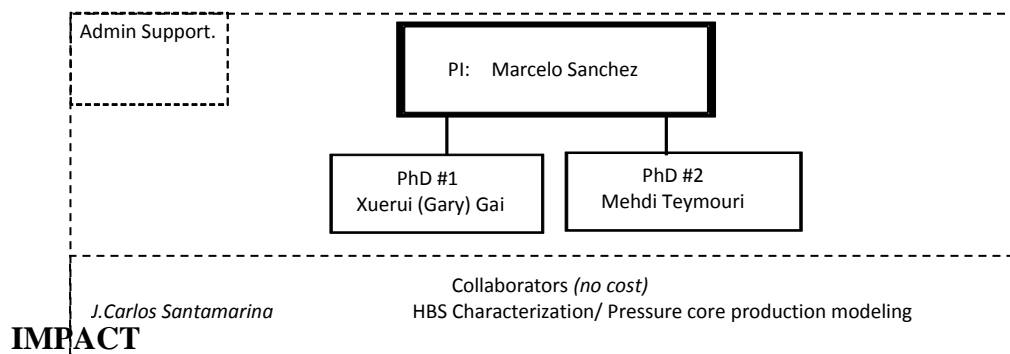 Admin Support.
PI: Marcelo Sanchez
PhD #1
Xuerui (Gary) Gai
PhD #2
Mehdi Teymouri
Collaborators (no cost)
J.Carlos Santamarina HBS Characterization/ Pressure core production modeling
IMPACT